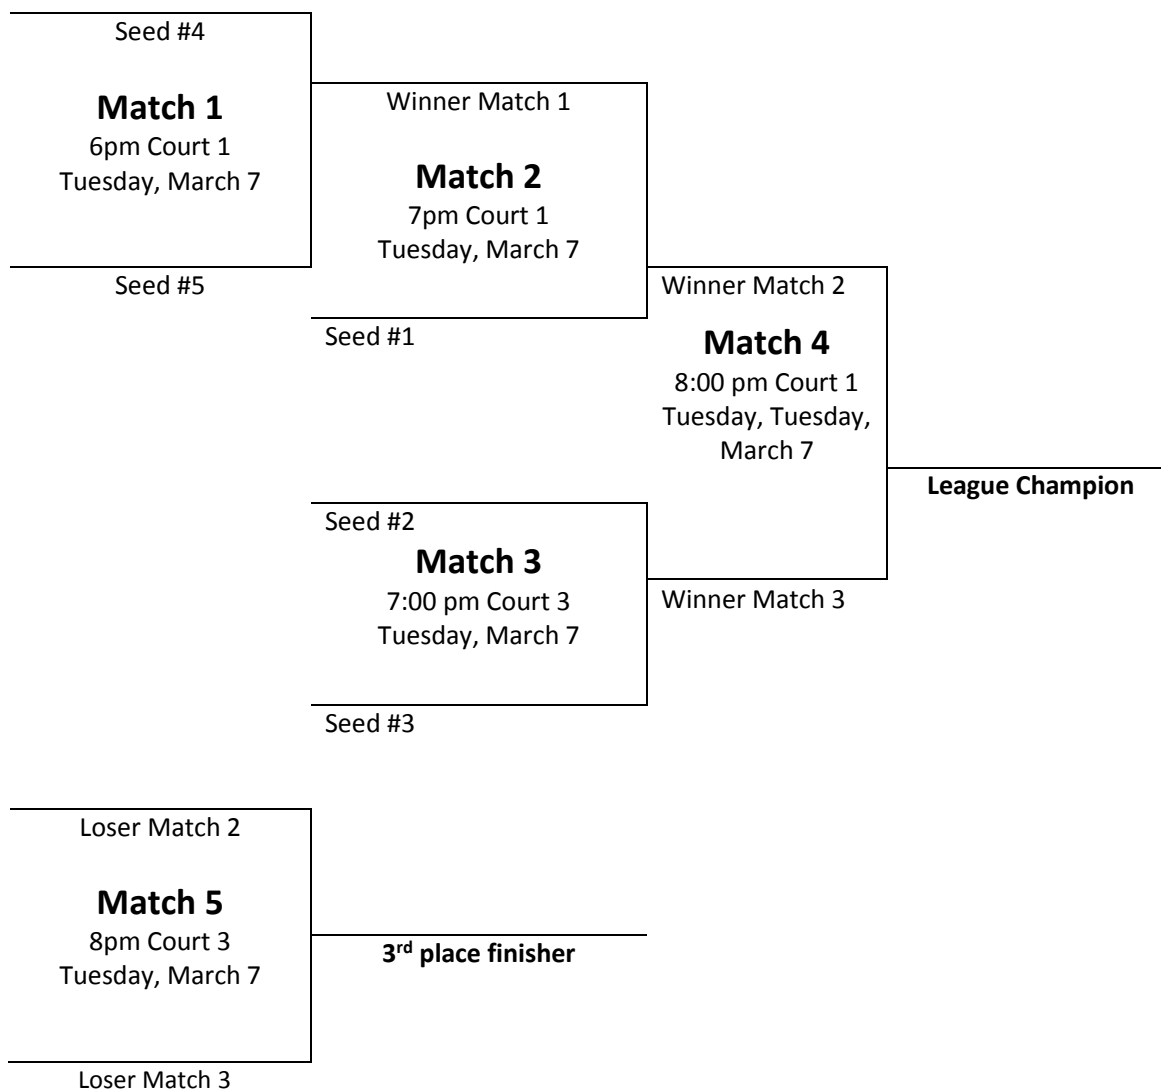 Seed #4
Match 1
6pm Court 1
Tuesday, March 7
Seed #5
Winner Match 1
Match 2
7pm Court 1
Tuesday, March 7
Seed #1
Winner Match 2
Match 4
8:00 pm Court 1
Tuesday, Tuesday,
March 7
League Champion
Seed #2
Match 3
7:00 pm Court 3
Tuesday, March 7
Seed #3
Winner Match 3
Loser Match 2
Match 5
8pm Court 3
Tuesday, March 7
Loser Match 3
3rd place finisher